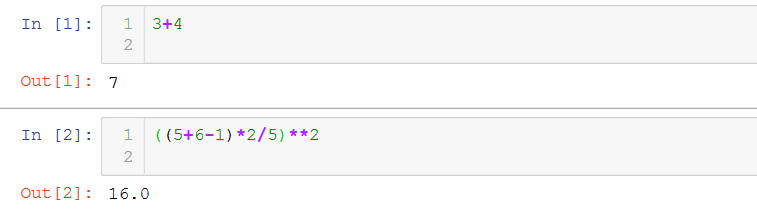 In [1]: 1 3+4
2
Out[1]: 7
In [2]: 1 ((5+6-1)*2/5)**2
2
Out[2]: 16.0